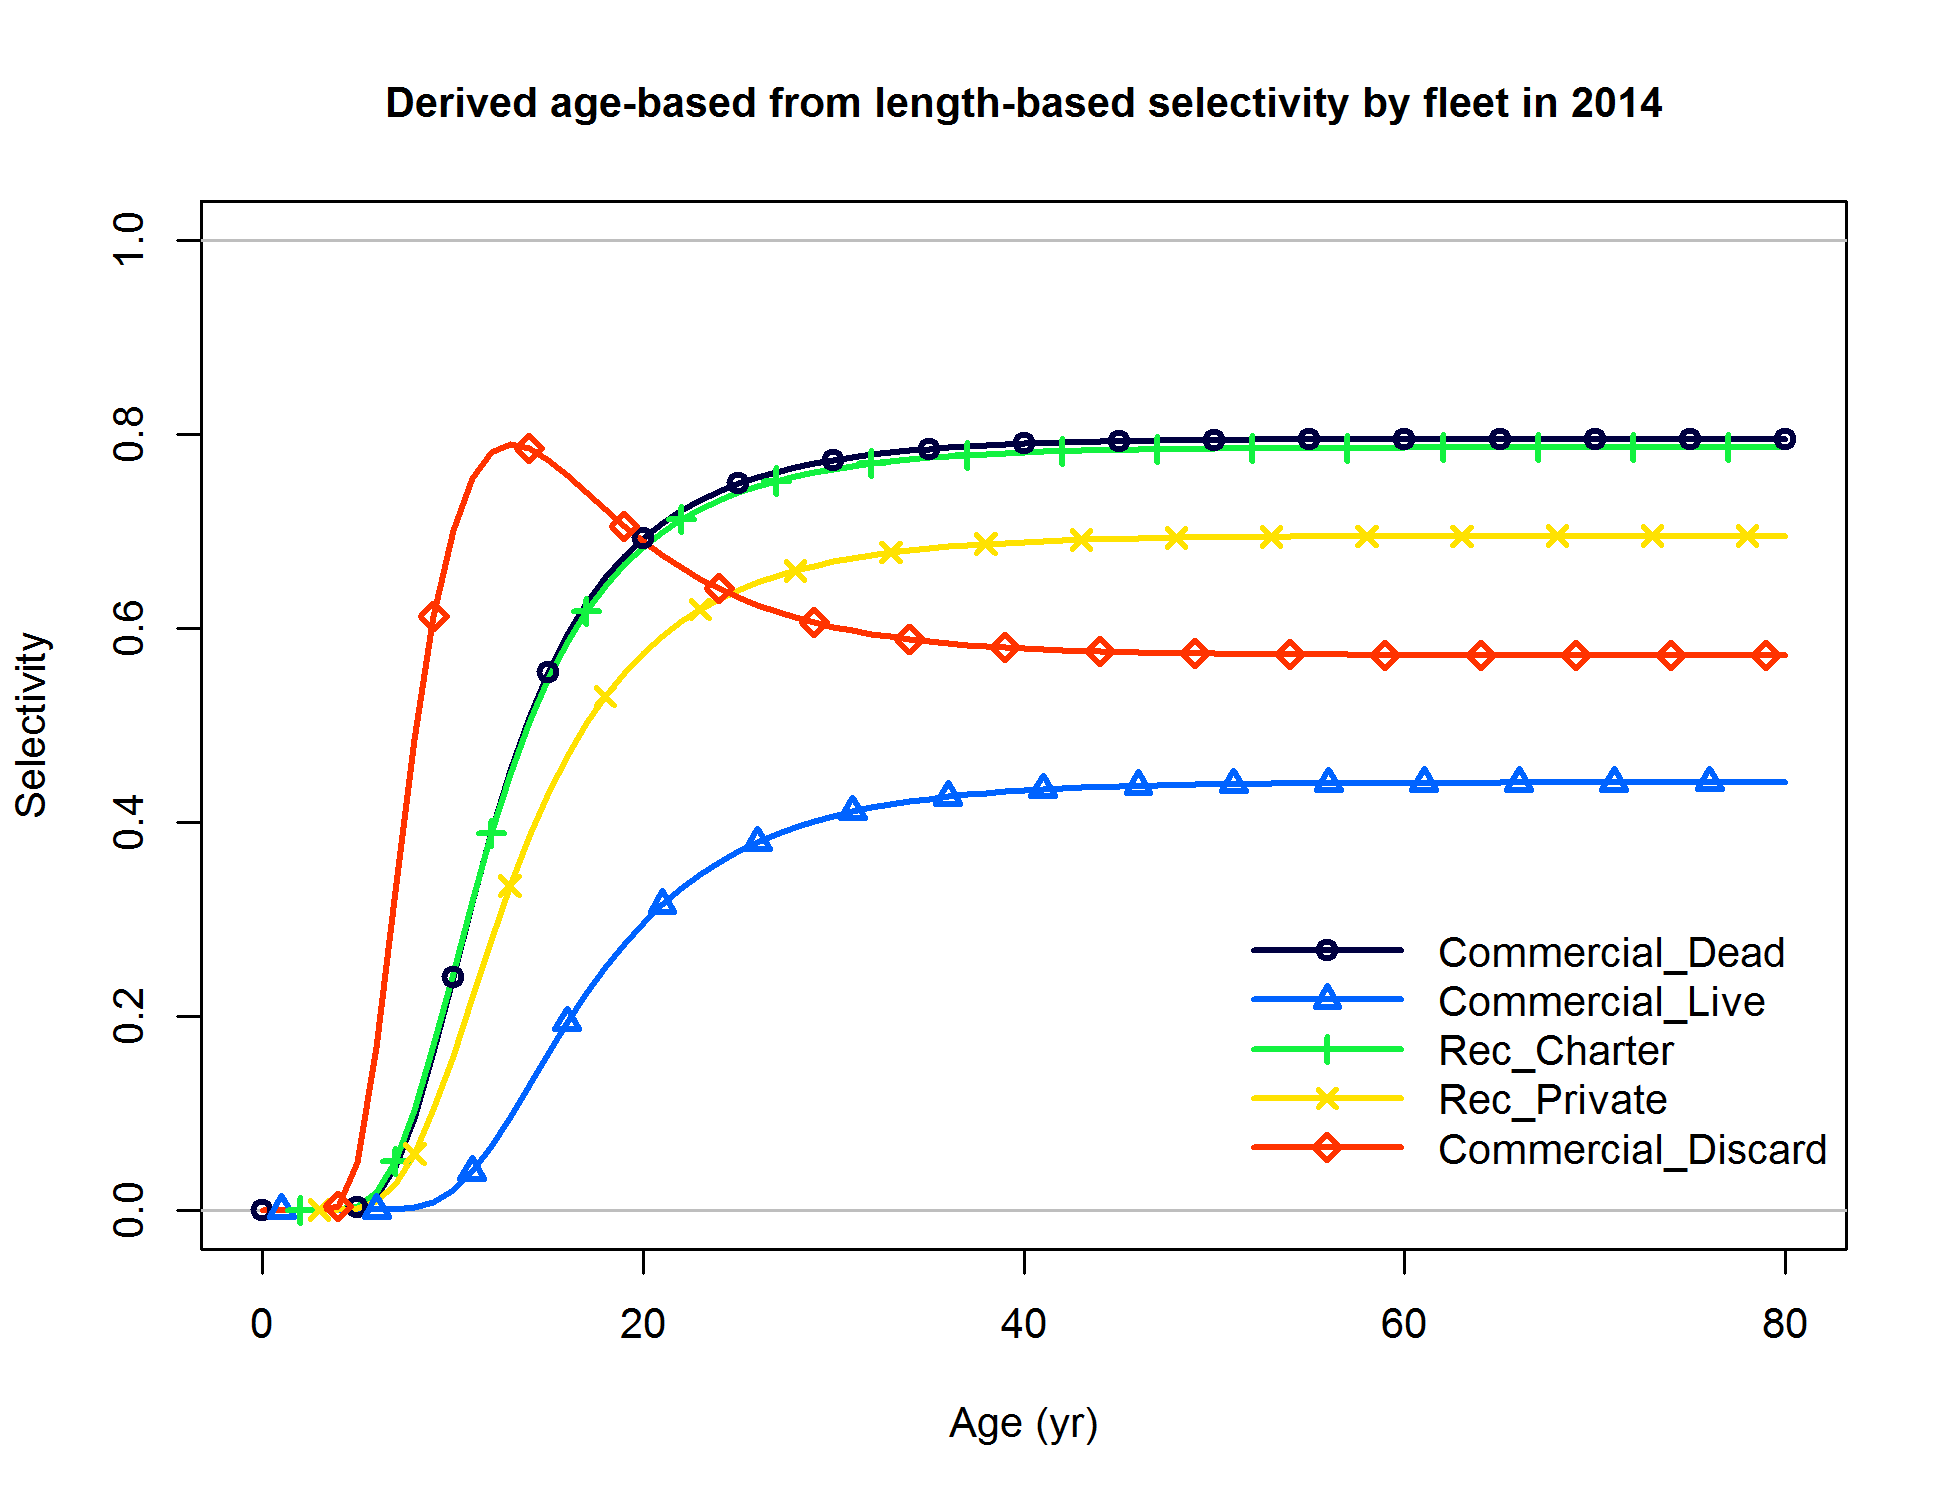 Derived age-based from length-based selectivity by fleet in 2014
Selectivity
1.0
0.8
0.6
0.4
0.2
0.0
Commercial_Dead
Commercial_Live
Rec_Charter
Rec_Private
Commercial_Discard
0 20 40 60 80
Age (yr)